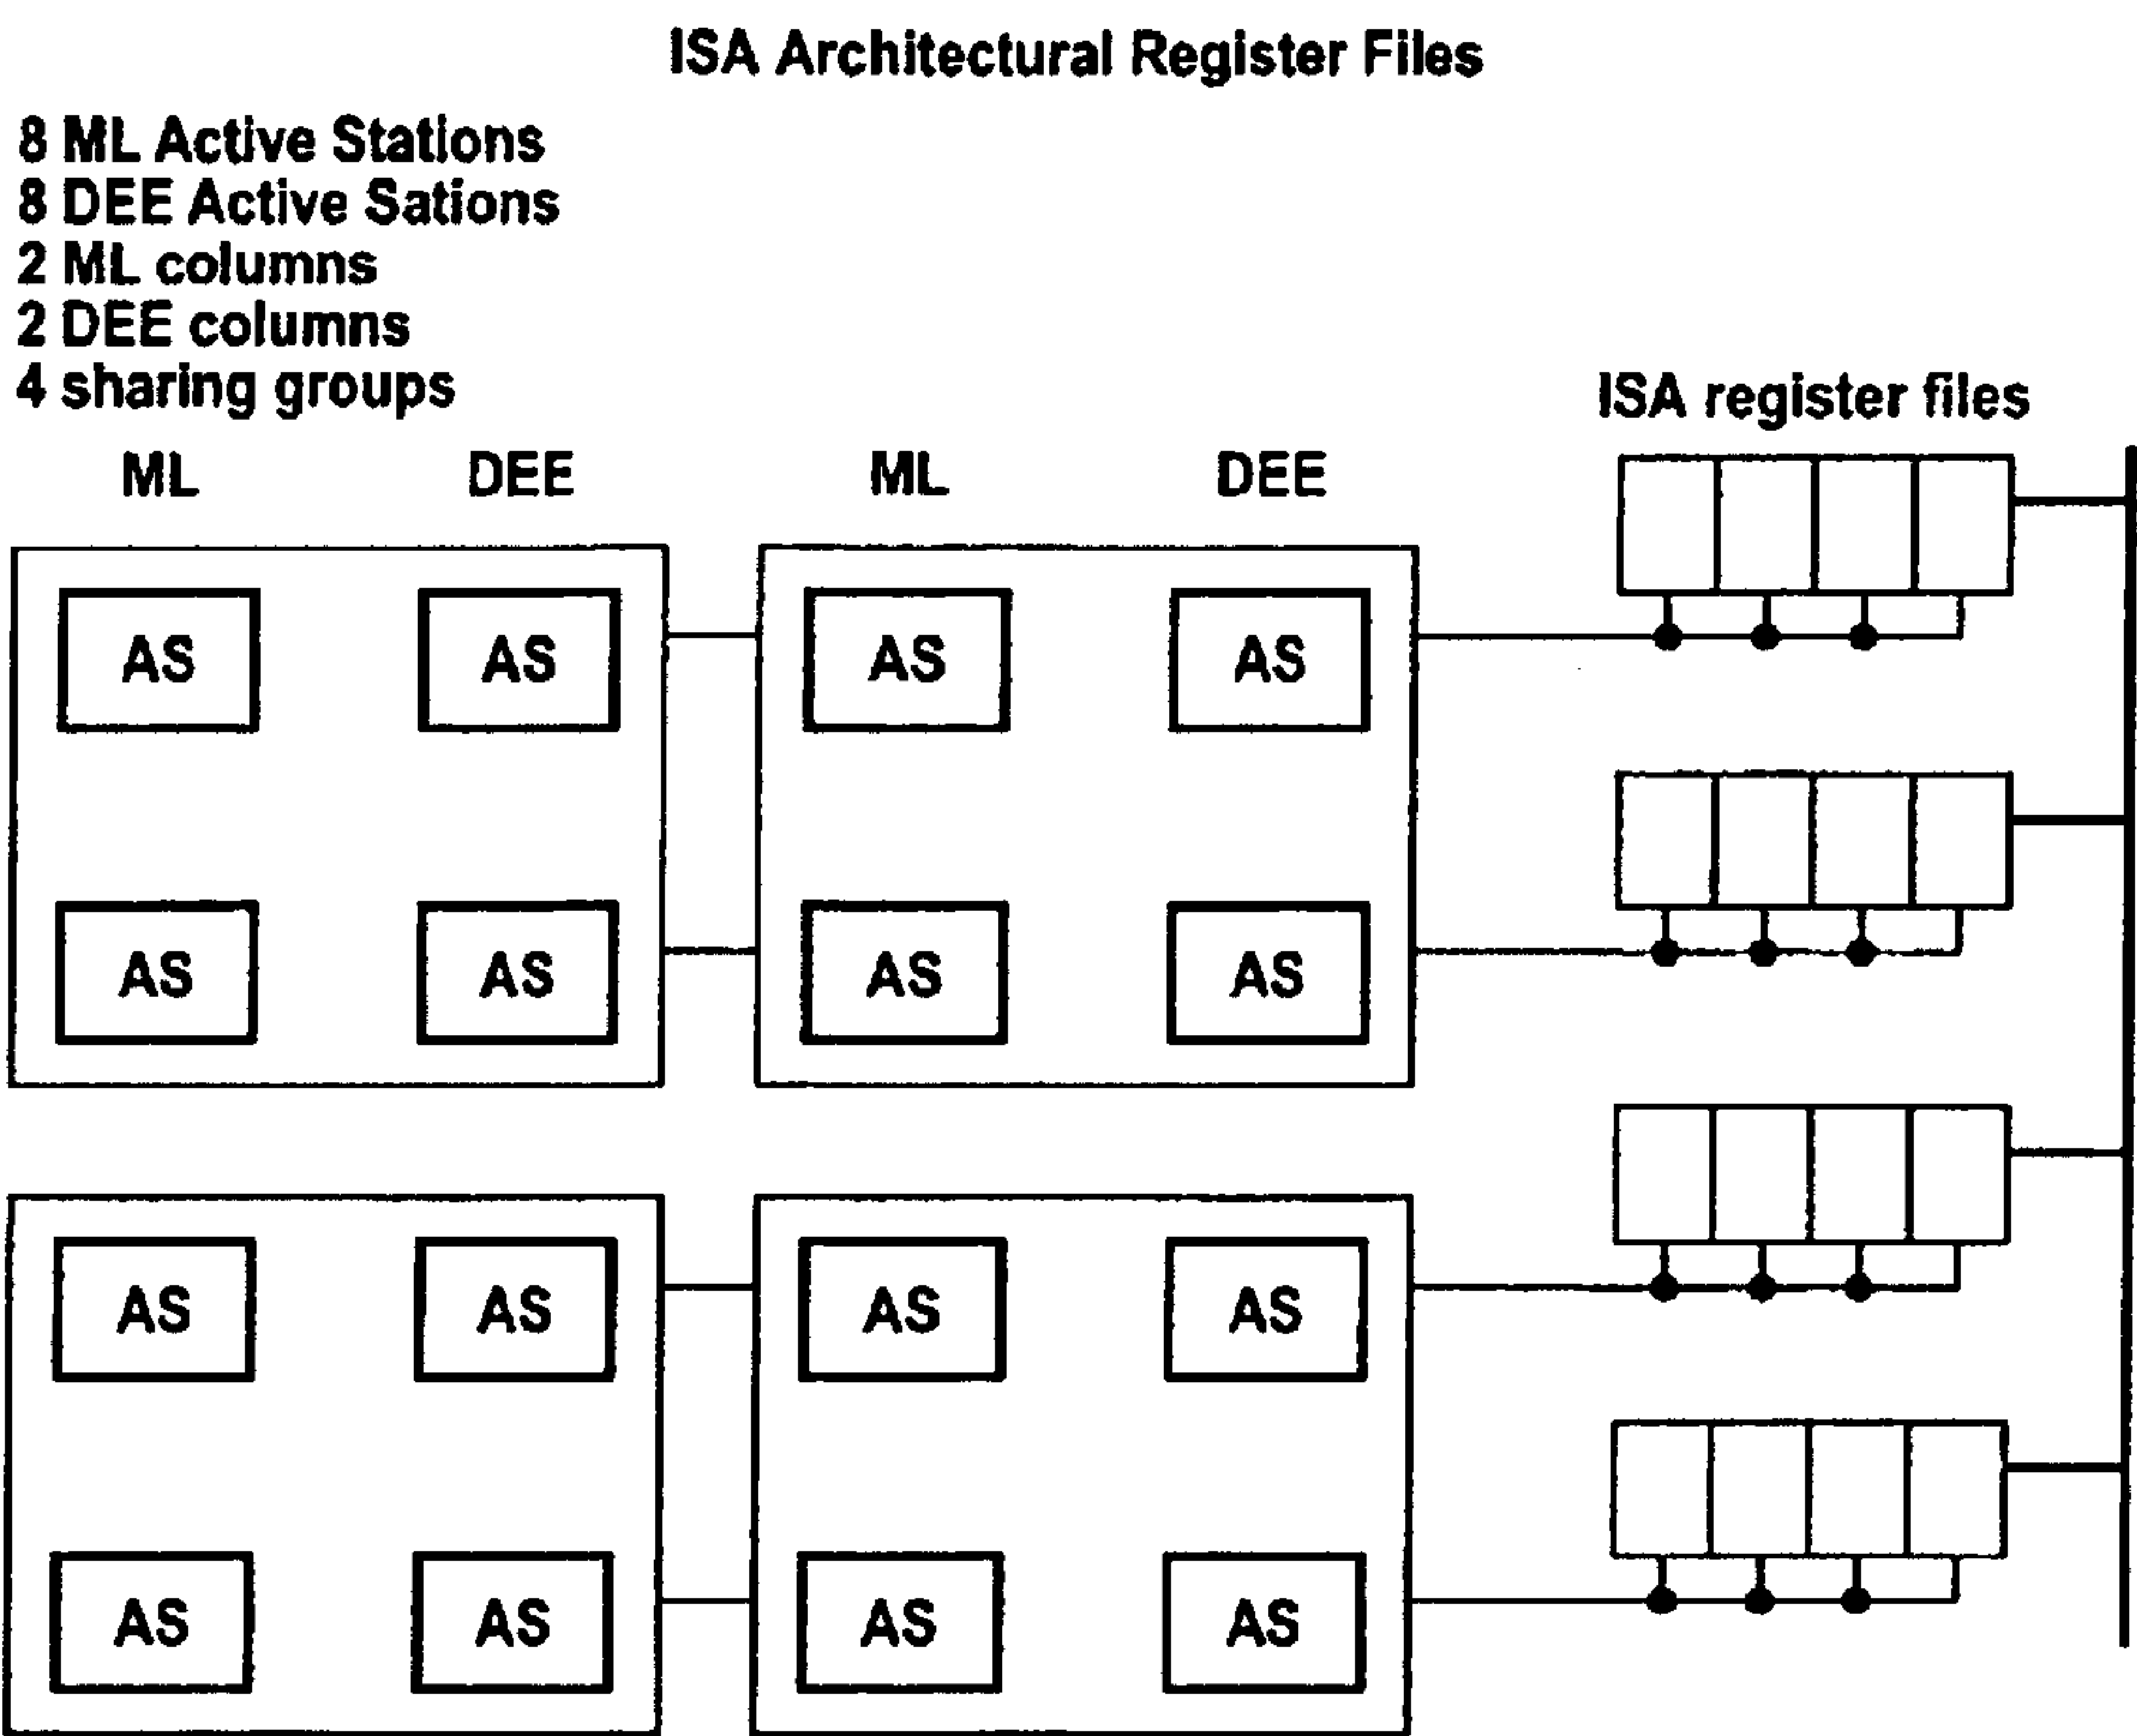 ISA Architectural Register Files
8 ML Active Stations
8 DEE Active Sations
2 ML columns
2 DEE columns
4 sharing groups
ISA register files
ML DEE ML DEE
AS AS AS AS
AS AS AS AS
AS AS AS AS
AS AS AS AS